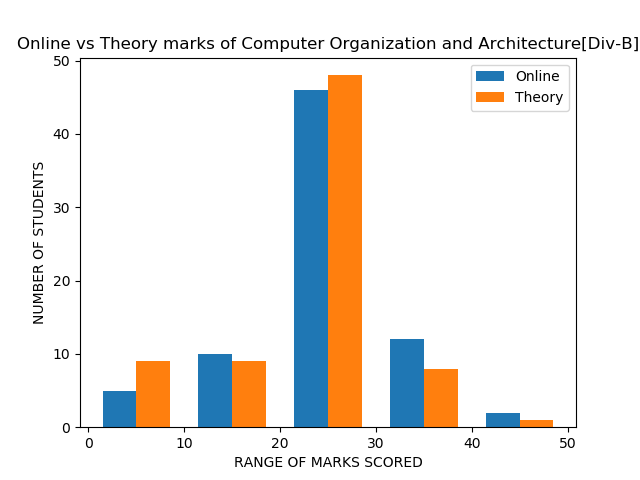 Online vs Theory marks of Computer Organization and Architecture[Div-B]
Online
Theory
NUMBER OF STUDENTS
50
40
30
20
10
0
0 10 20 30 40 50
RANGE OF MARKS SCORED